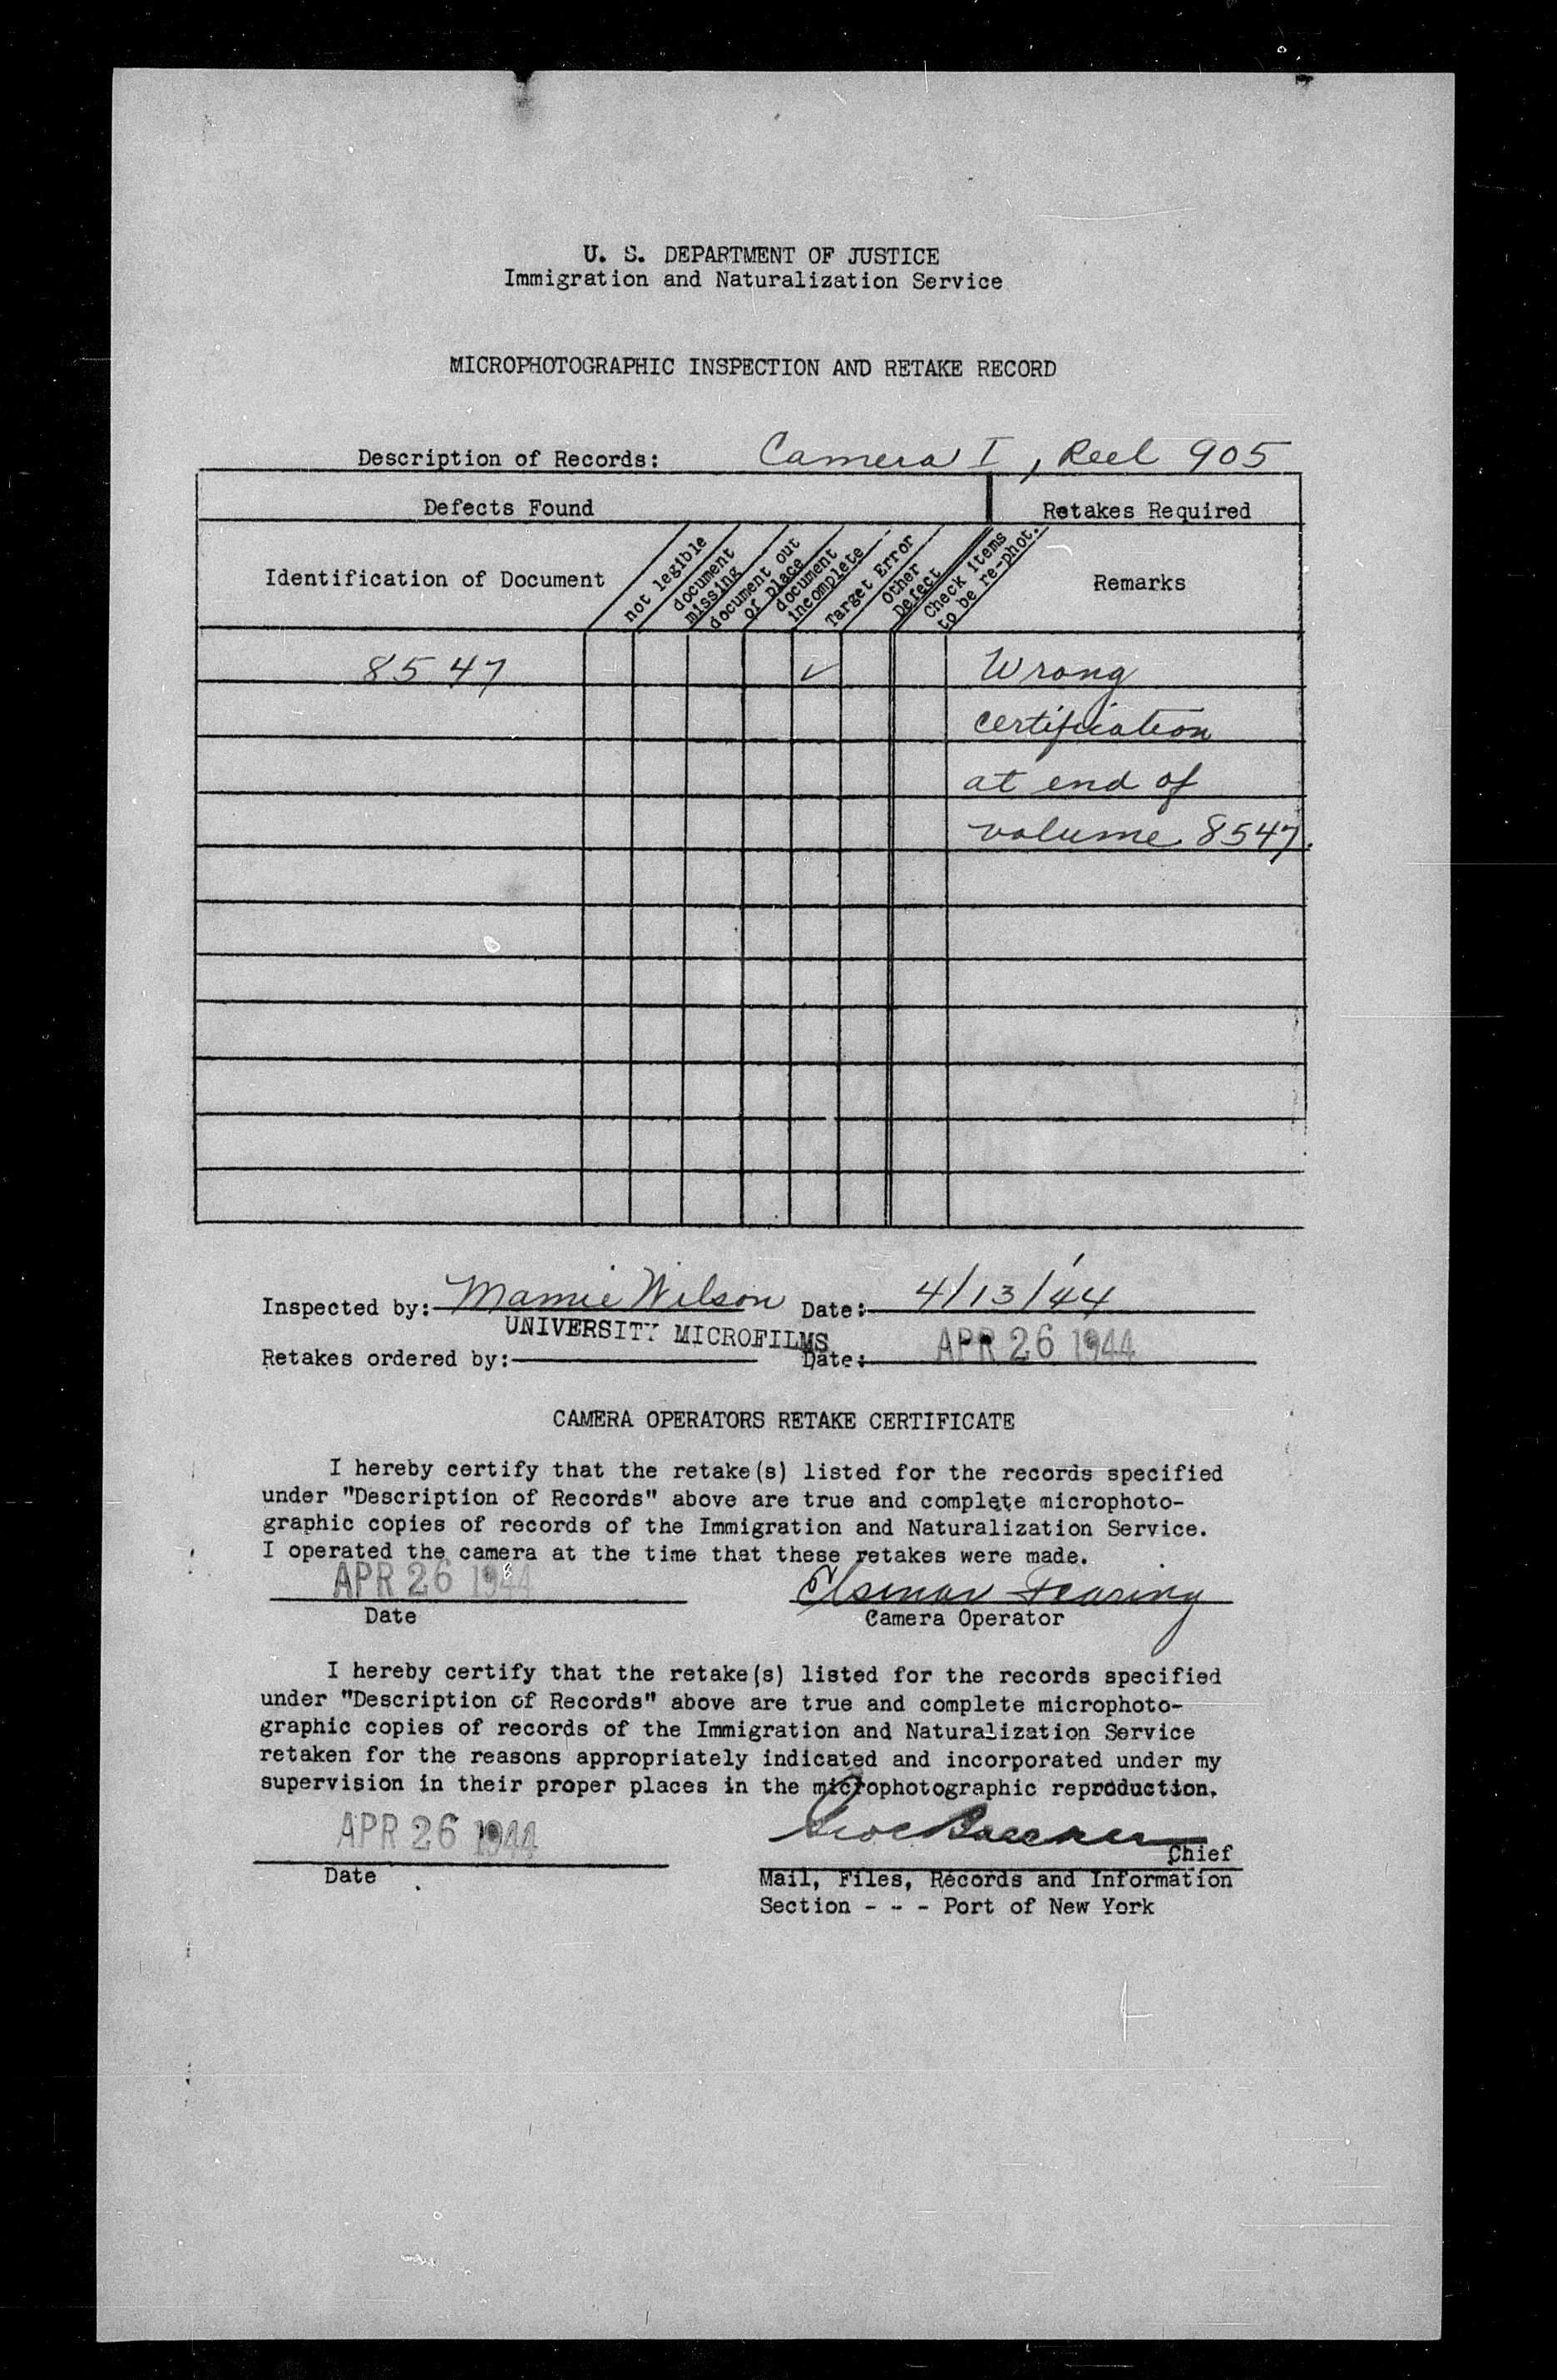 U. S. DEPARTMENT OF JUSTICE
Immigration and Naturalization Service
MICROPHOTOGRAPHIC INSPECTION AND RETAKE RECORD
Description of Records: Camera I, Reel 905
Defects Found
Retakes Required
Identification of Document
not legible
document missing
document out of place
document incomplete
Target Error
Other Defect
Check items to be re-phot.
Remarks
8547 ✓ Wrong
certification
at end of
volume 8547.
Inspected by: Mamie Wilson Date: 4/13/44
UNIVERSITY MICROFILMS
Retakes ordered by: Date: APR 26 1944
CAMERA OPERATORS RETAKE CERTIFICATE
I hereby certify that the retake(s) listed for the records specified
under "Description of Records" above are true and complete microphoto-
graphic copies of records of the Immigration and Naturalization Service.
I operated the camera at the time that these retakes were made.
APR 26 1944
Date
Camera Operator
I hereby certify that the retake(s) listed for the records specified
under "Description of Records" above are true and complete microphoto-
graphic copies of records of the Immigration and Naturalization Service
retaken for the reasons appropriately indicated and incorporated under my
supervision in their proper places in the microphotographic reproduction.
APR 26 1944
Chief
Date
Mail, Files, Records and Information
Section - - - Port of New York